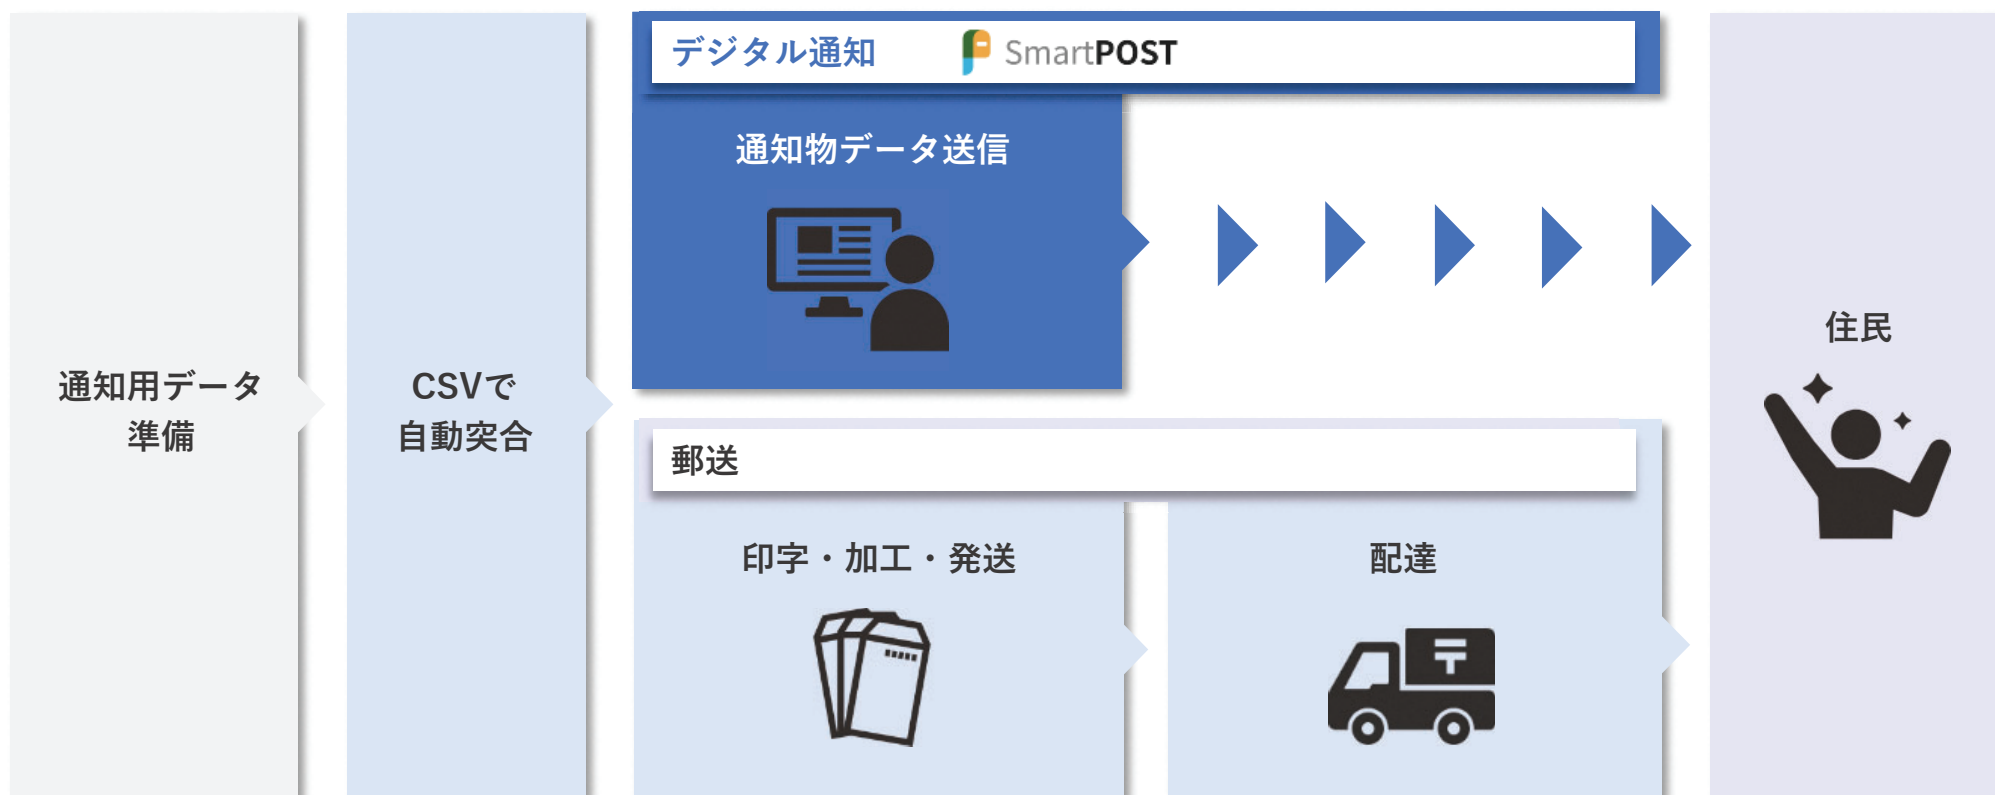 通知用データ
準備
CSVで
自動突合
デジタル通知
SmartPOST
通知物データ送信
郵送
印字・加工・発送
配達
〒
住民